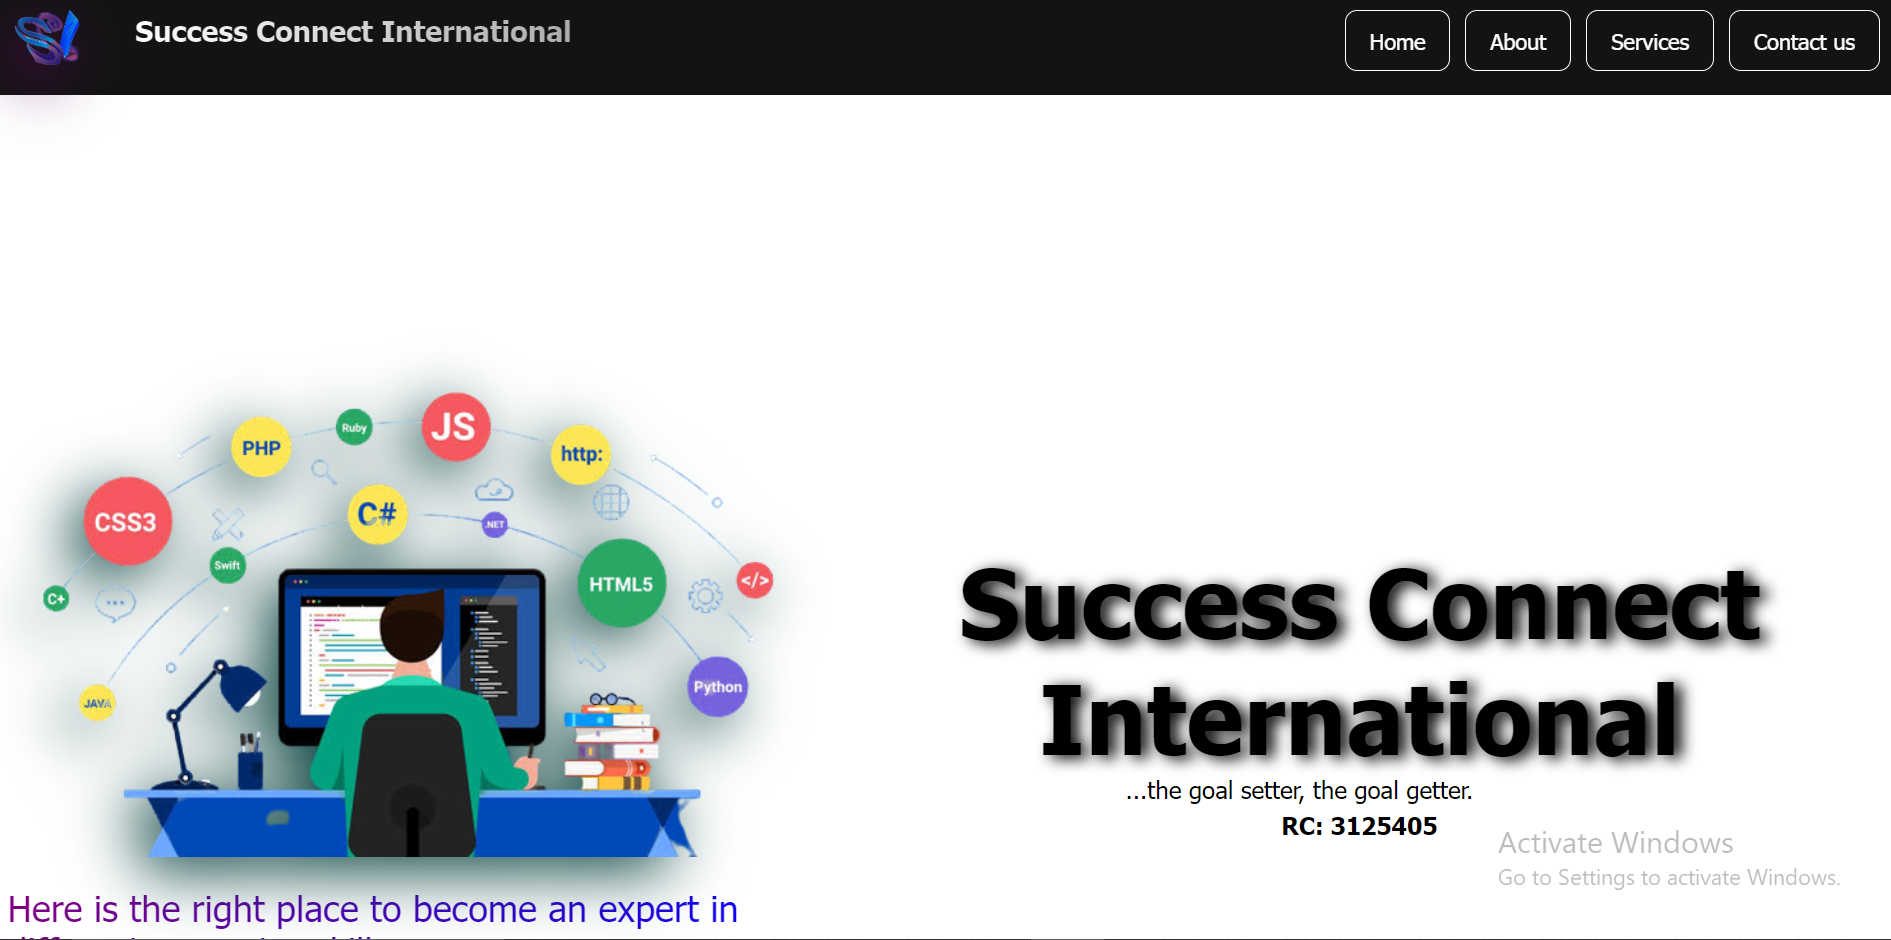 Success Connect International
Home
About
Services
Contact us
JS
Ruby
PHP
http:
C#
CSS3
.NET
Swift
HTML5
</>
C+
Python
JAVA
Success Connect
International
...the goal setter, the goal getter.
RC: 3125405
Activate Windows
Go to Settings to activate Windows.
Here is the right place to become an expert in